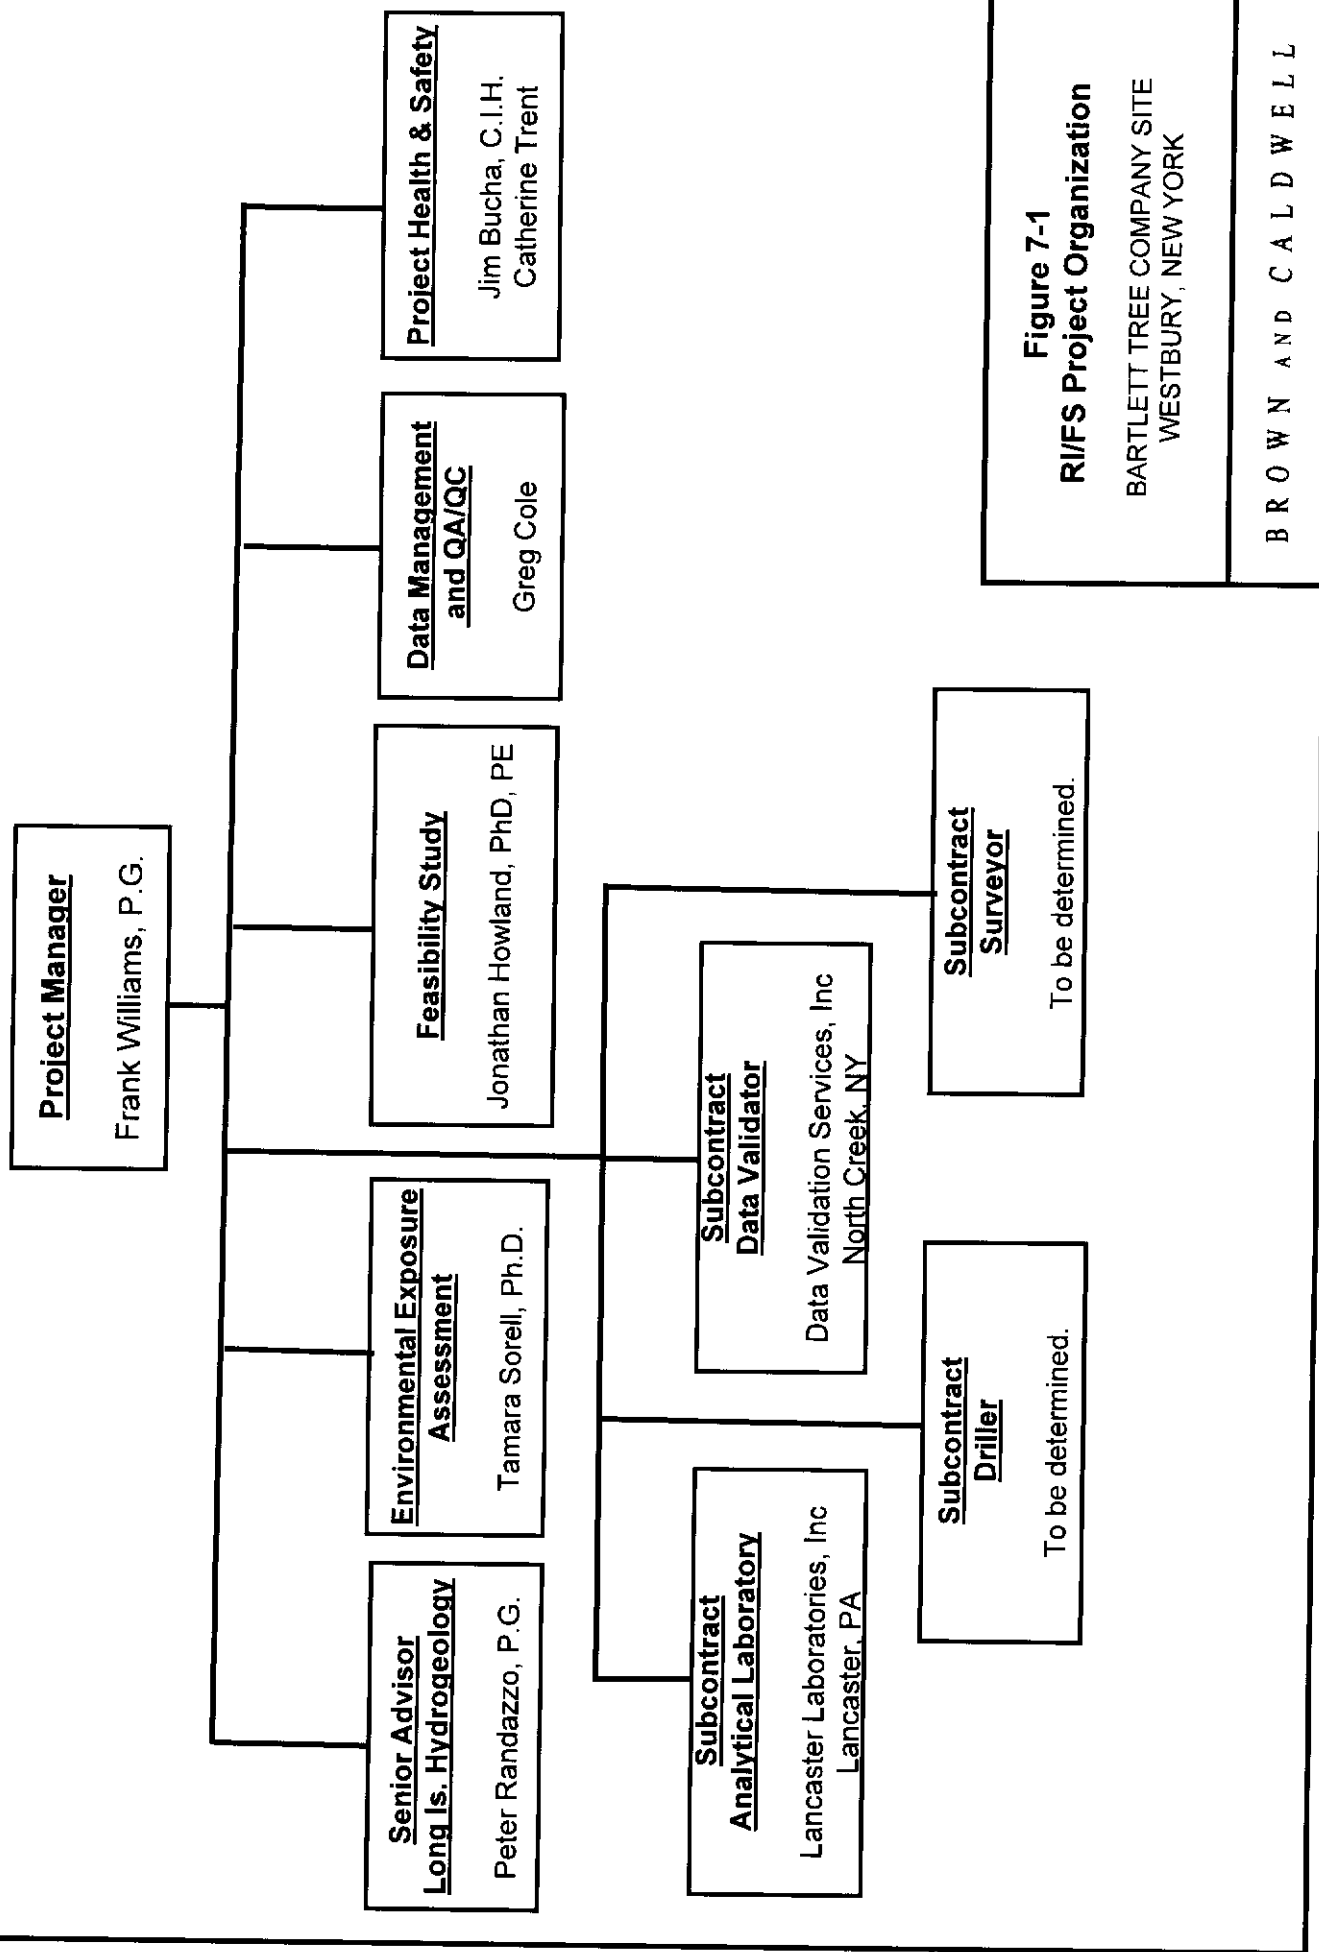 Project Manager
Frank Williams, P.G.
Senior Advisor
Long Is. Hydrogeology
Peter Randazzo, P.G.
Environmental Exposure
Assessment
Tamara Sorell, Ph.D.
Feasibility Study
Jonathan Howland, PhD, PE
Data Management
and QA/QC
Greg Cole
Project Health & Safety
Jim Bucha, C.I.H.
Catherine Trent
Subcontract
Analytical Laboratory
Lancaster Laboratories, Inc
Lancaster, PA
Subcontract
Data Validator
Data Validation Services, Inc
North Creek, NY
Subcontract
Driller
To be determined.
Subcontract
Surveyor
To be determined.
Figure 7-1
RI/FS Project Organization
BARTLETT TREE COMPANY SITE
WESTBURY, NEW YORK
BROWN AND CALDWELL